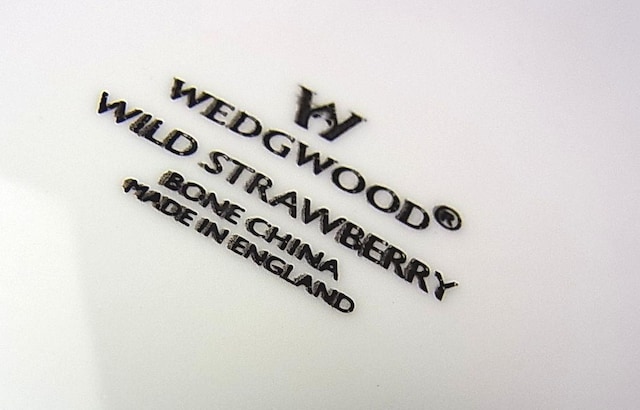 W
WEDGWOOD®
WILD STRAWBERRY
BONE CHINA
MADE IN ENGLAND